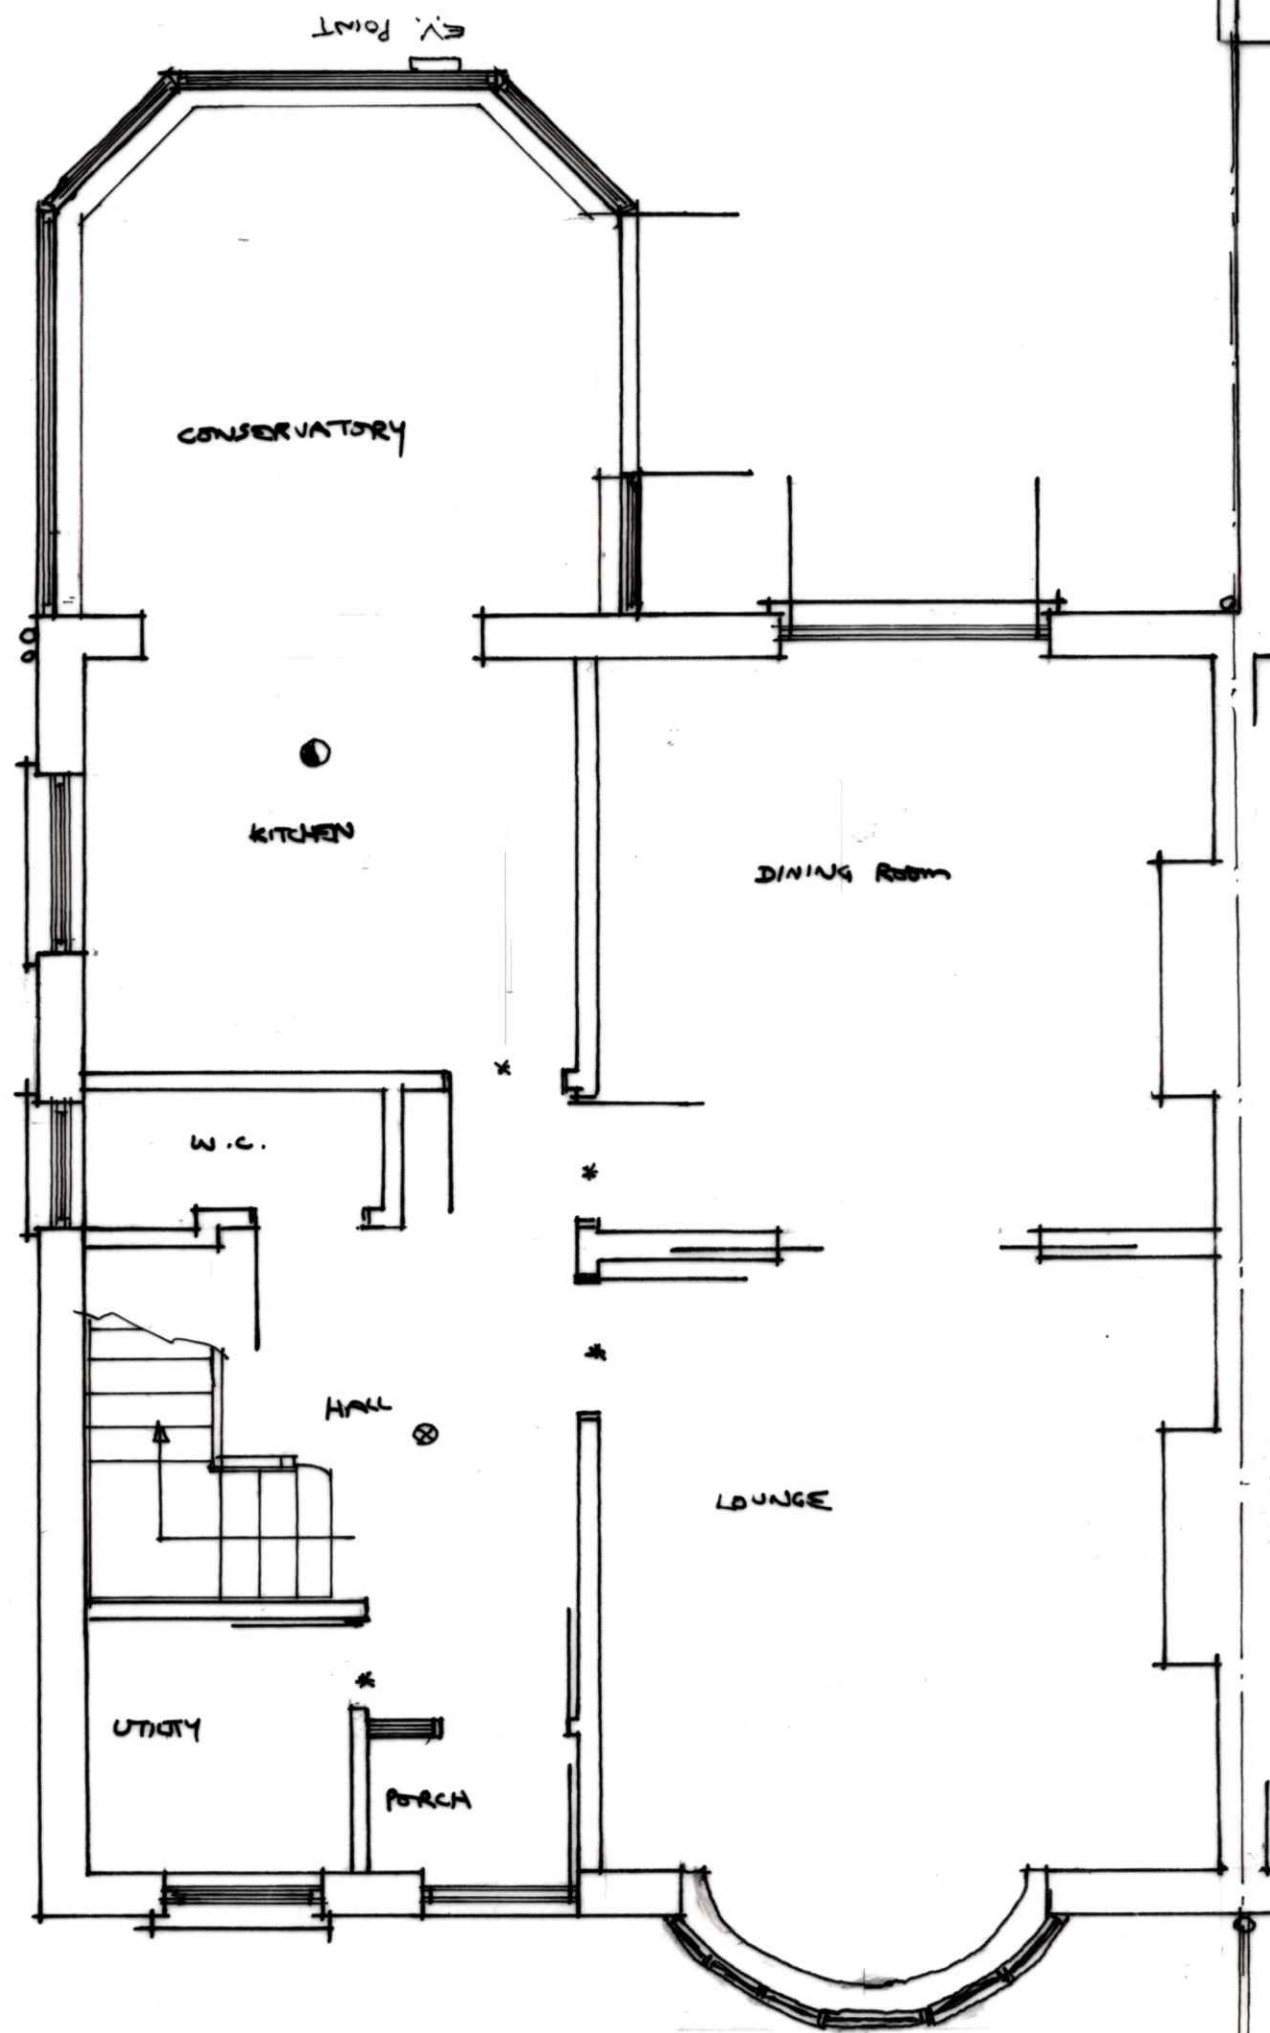 E.V. POINT
CONSERVATORY
KITCHEN
DINING ROOM
W.C.
HALL
LOUNGE
UTILITY
PORCH